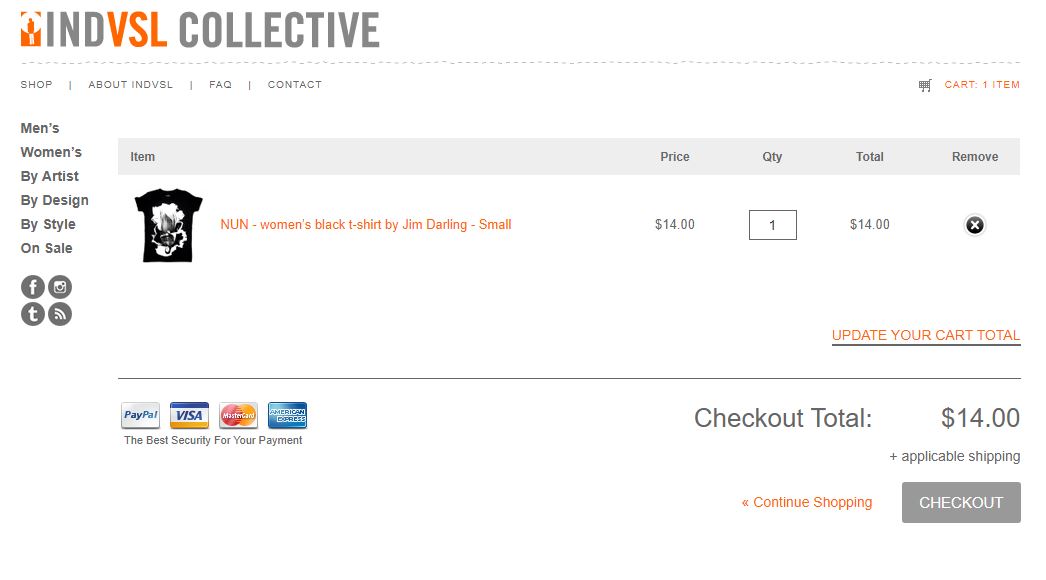 INDVSL COLLECTIVE
SHOP | ABOUT INDVSL | FAQ | CONTACT
CART: 1 ITEM
Men’s
Women’s
By Artist
By Design
By Style
On Sale
Item Price Qty Total Remove
NUN - women’s black t-shirt by Jim Darling - Small $14.00 1 $14.00
UPDATE YOUR CART TOTAL
PayPal VISA MasterCard AMERICAN EXPRESS
The Best Security For Your Payment
Checkout Total: $14.00
+ applicable shipping
« Continue Shopping CHECKOUT